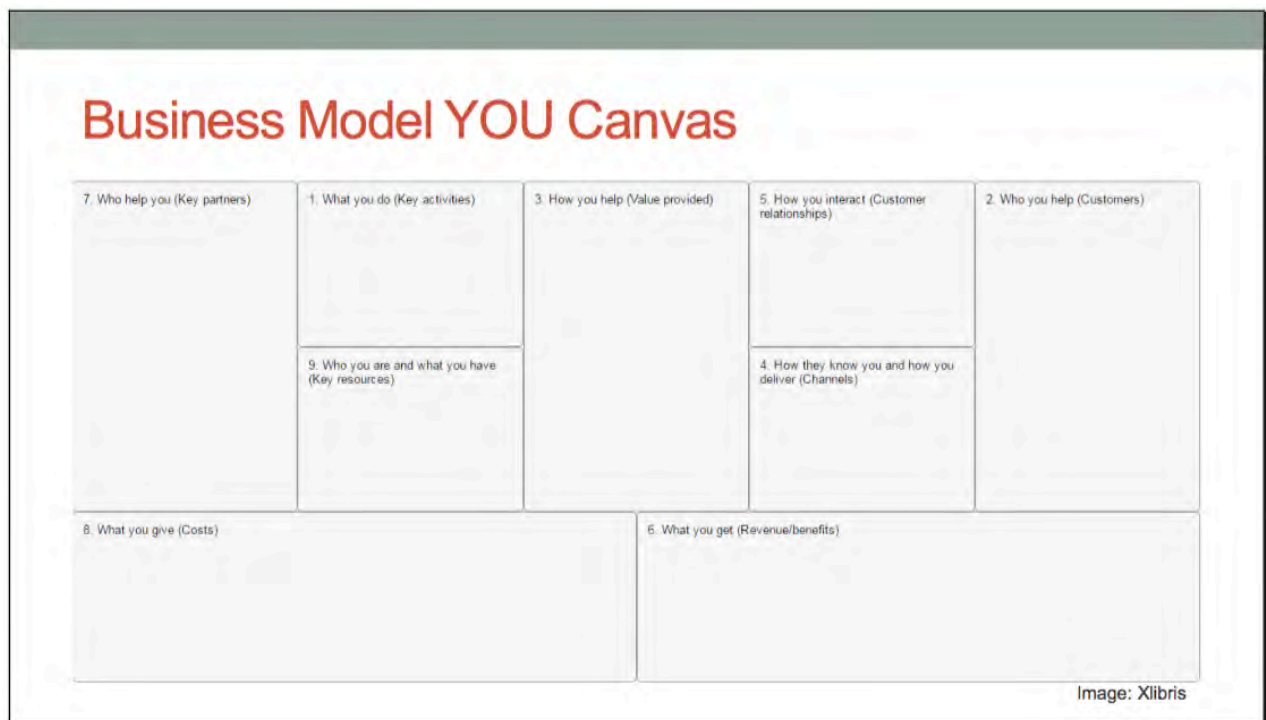 Business Model YOU Canvas
7. Who help you (Key partners)
1. What you do (Key activities)
3. How you help (Value provided)
5. How you interact (Customer
relationships)
2. Who you help (Customers)
9. Who you are and what you have
(Key resources)
4. How they know you and how you
deliver (Channels)
8. What you give (Costs)
6. What you get (Revenue/benefits)
Image: Xlibris